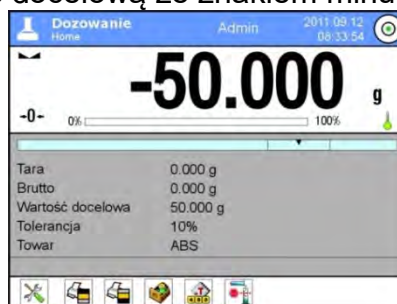 docelową ze znakiem minu
Dozowanie Admin 2011.09.12
Home 08:33:54
-50.000 g
-0- 0% 100%
Tara 0.000 g
Brutto 0.000 g
Wartość docelowa 50.000 g
Tolerancja 10%
Towar ABS